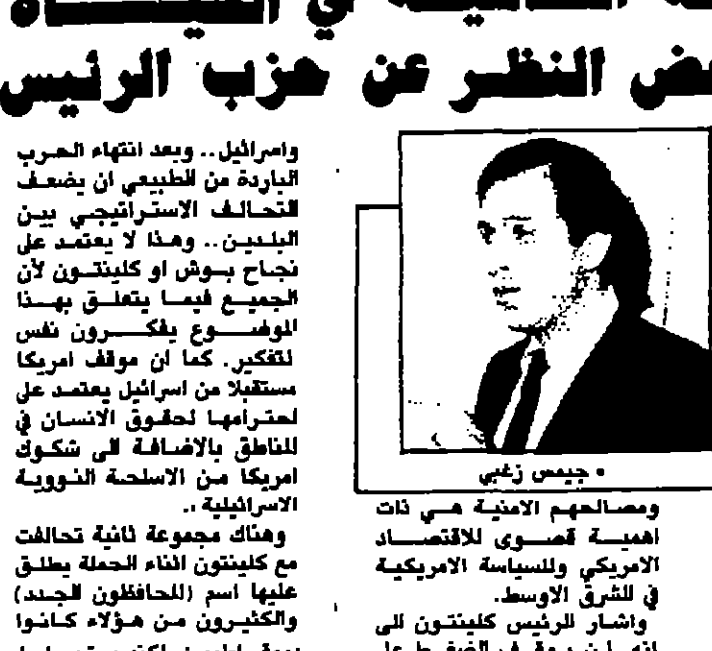 في
عض النظر عن حزب الرئيس
• جيمس زغبي
ومصالحهم الامنية هي ذات
اهمية قصوى للاقتصاد
الامريكي وللسياسة الامريكية
في الشرق الاوسط.
واشار الرئيس كلينتون الى
واسرائيل.. وبعد انتهاء الحرب
الباردة من الطبيعي ان يضعف
التحالف الاستراتيجي بين
البلدين.. وهذا لا يعتمد على
نجاح بوش او كلينتون لأن
الجميع فيما يتعلق بهذا
الموضوع يفكرون نفس
التفكير. كما ان موقف امريكا
مستقبلا من اسرائيل يعتمد على
احترامها لحقوق الانسان في
المناطق بالاضافة الى شكوك
امريكا من الاسلحة النووية
الاسرائيلية ».
وهناك مجموعة ثانية تحالفت
مع كلينتون اثناء الحملة يطلق
عليها اسم (المحافظون الجدد)
والكثيرون من هؤلاء كانوا